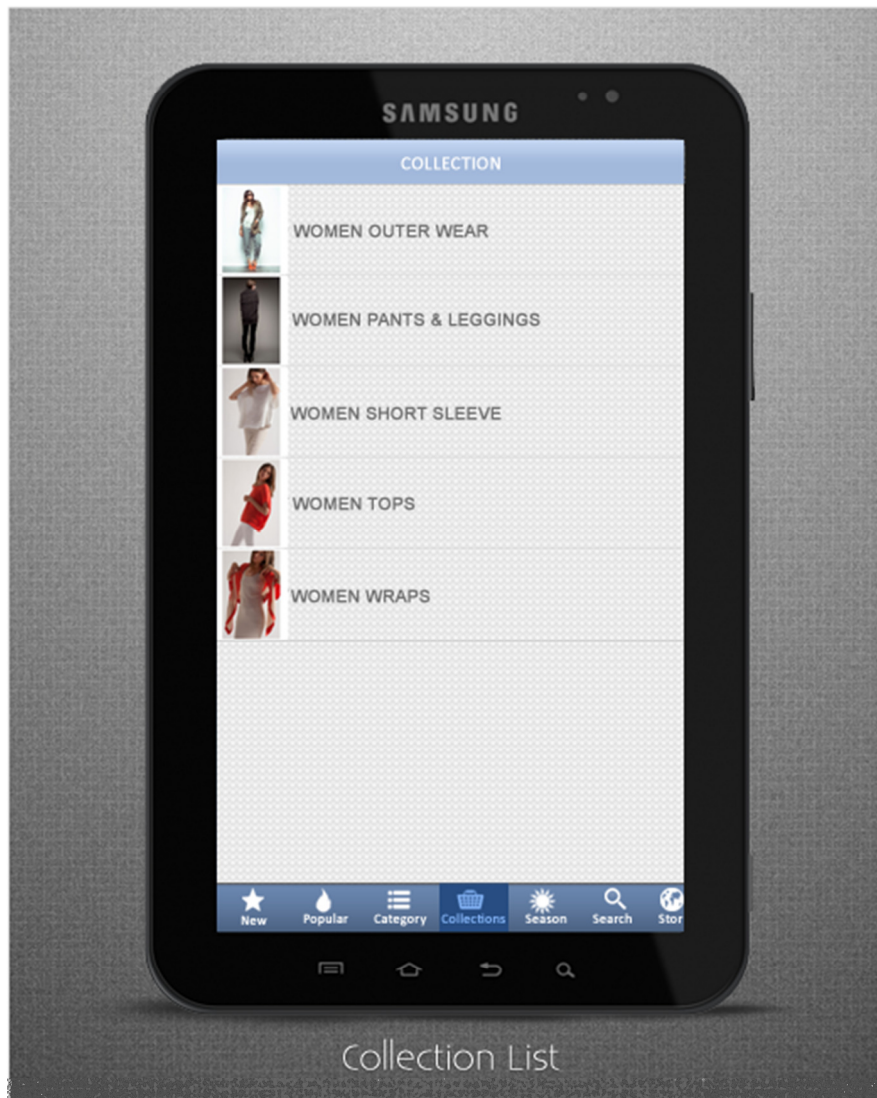 SAMSUNG
COLLECTION
WOMEN OUTER WEAR
WOMEN PANTS & LEGGINGS
WOMEN SHORT SLEEVE
WOMEN TOPS
WOMEN WRAPS
New Popular Category Collections Season Search Stor
Collection List